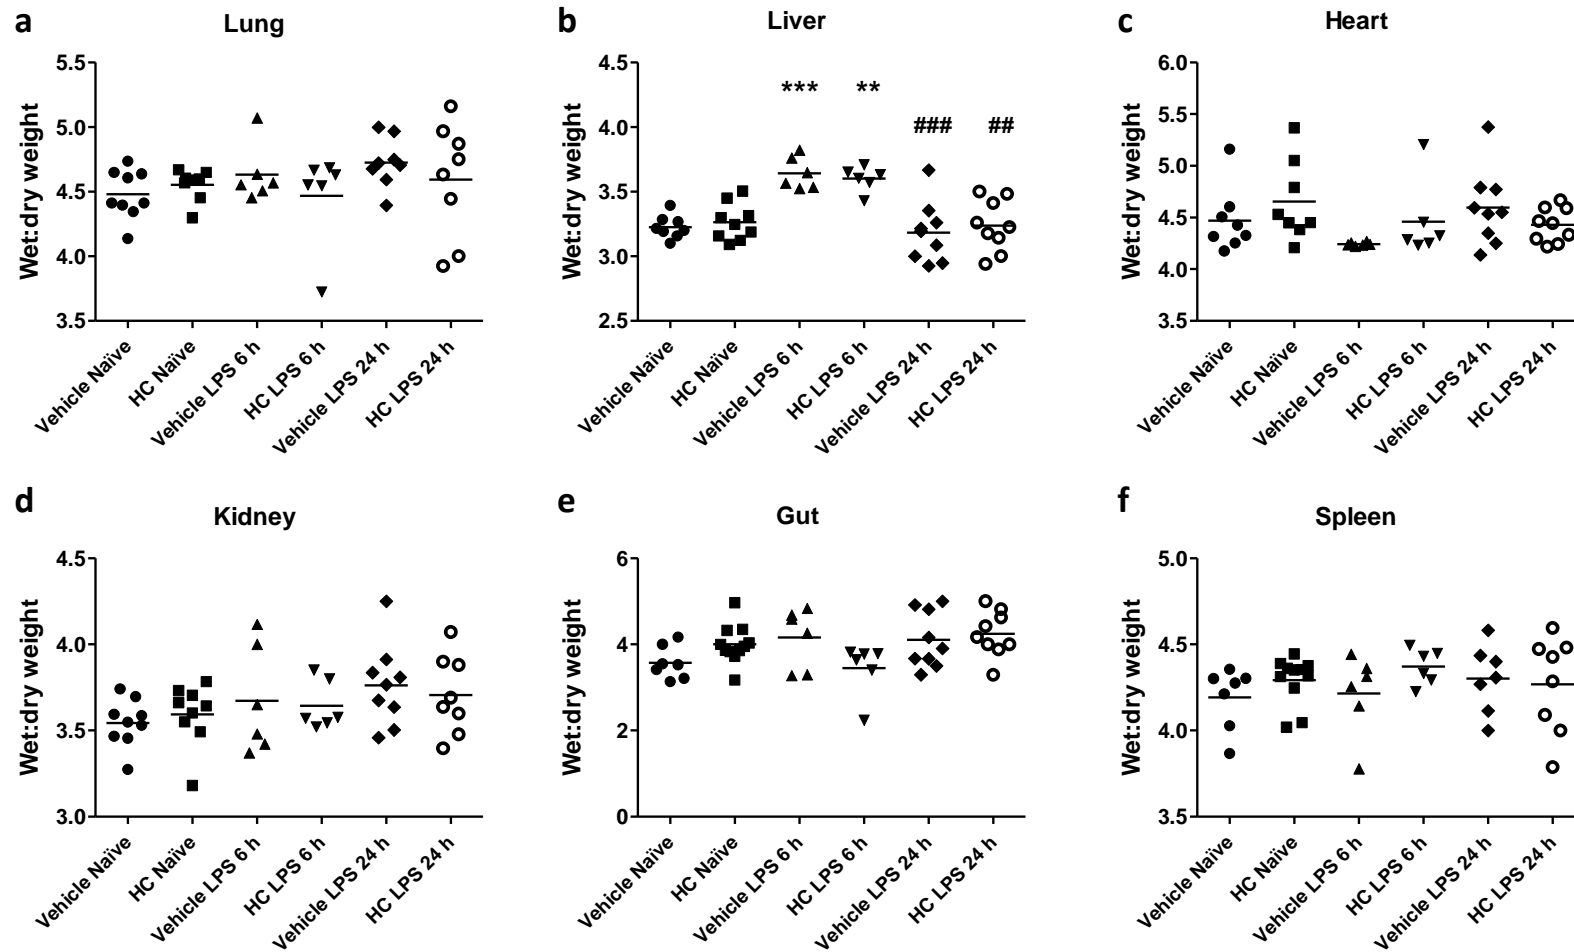 a
Lung
Wet:dry weight
5.5
5.0
4.5
4.0
3.5
Vehicle Naïve
HC Naïve
Vehicle LPS 6 h
HC LPS 6 h
Vehicle LPS 24 h
HC LPS 24 h
b
Liver
Wet:dry weight
4.5
4.0
3.5
3.0
2.5
*** **
### ##
Vehicle Naïve
HC Naïve
Vehicle LPS 6 h
HC LPS 6 h
Vehicle LPS 24 h
HC LPS 24 h
c
Heart
Wet:dry weight
6.0
5.5
5.0
4.5
4.0
3.5
Vehicle Naïve
HC Naïve
Vehicle LPS 6 h
HC LPS 6 h
Vehicle LPS 24 h
HC LPS 24 h
d
Kidney
Wet:dry weight
4.5
4.0
3.5
3.0
Vehicle Naïve
HC Naïve
Vehicle LPS 6 h
HC LPS 6 h
Vehicle LPS 24 h
HC LPS 24 h
e
Gut
Wet:dry weight
6
4
2
0
Vehicle Naïve
HC Naïve
Vehicle LPS 6 h
HC LPS 6 h
Vehicle LPS 24 h
HC LPS 24 h
f
Spleen
Wet:dry weight
5.0
4.5
4.0
3.5
Vehicle Naïve
HC Naïve
Vehicle LPS 6 h
HC LPS 6 h
Vehicle LPS 24 h
HC LPS 24 h